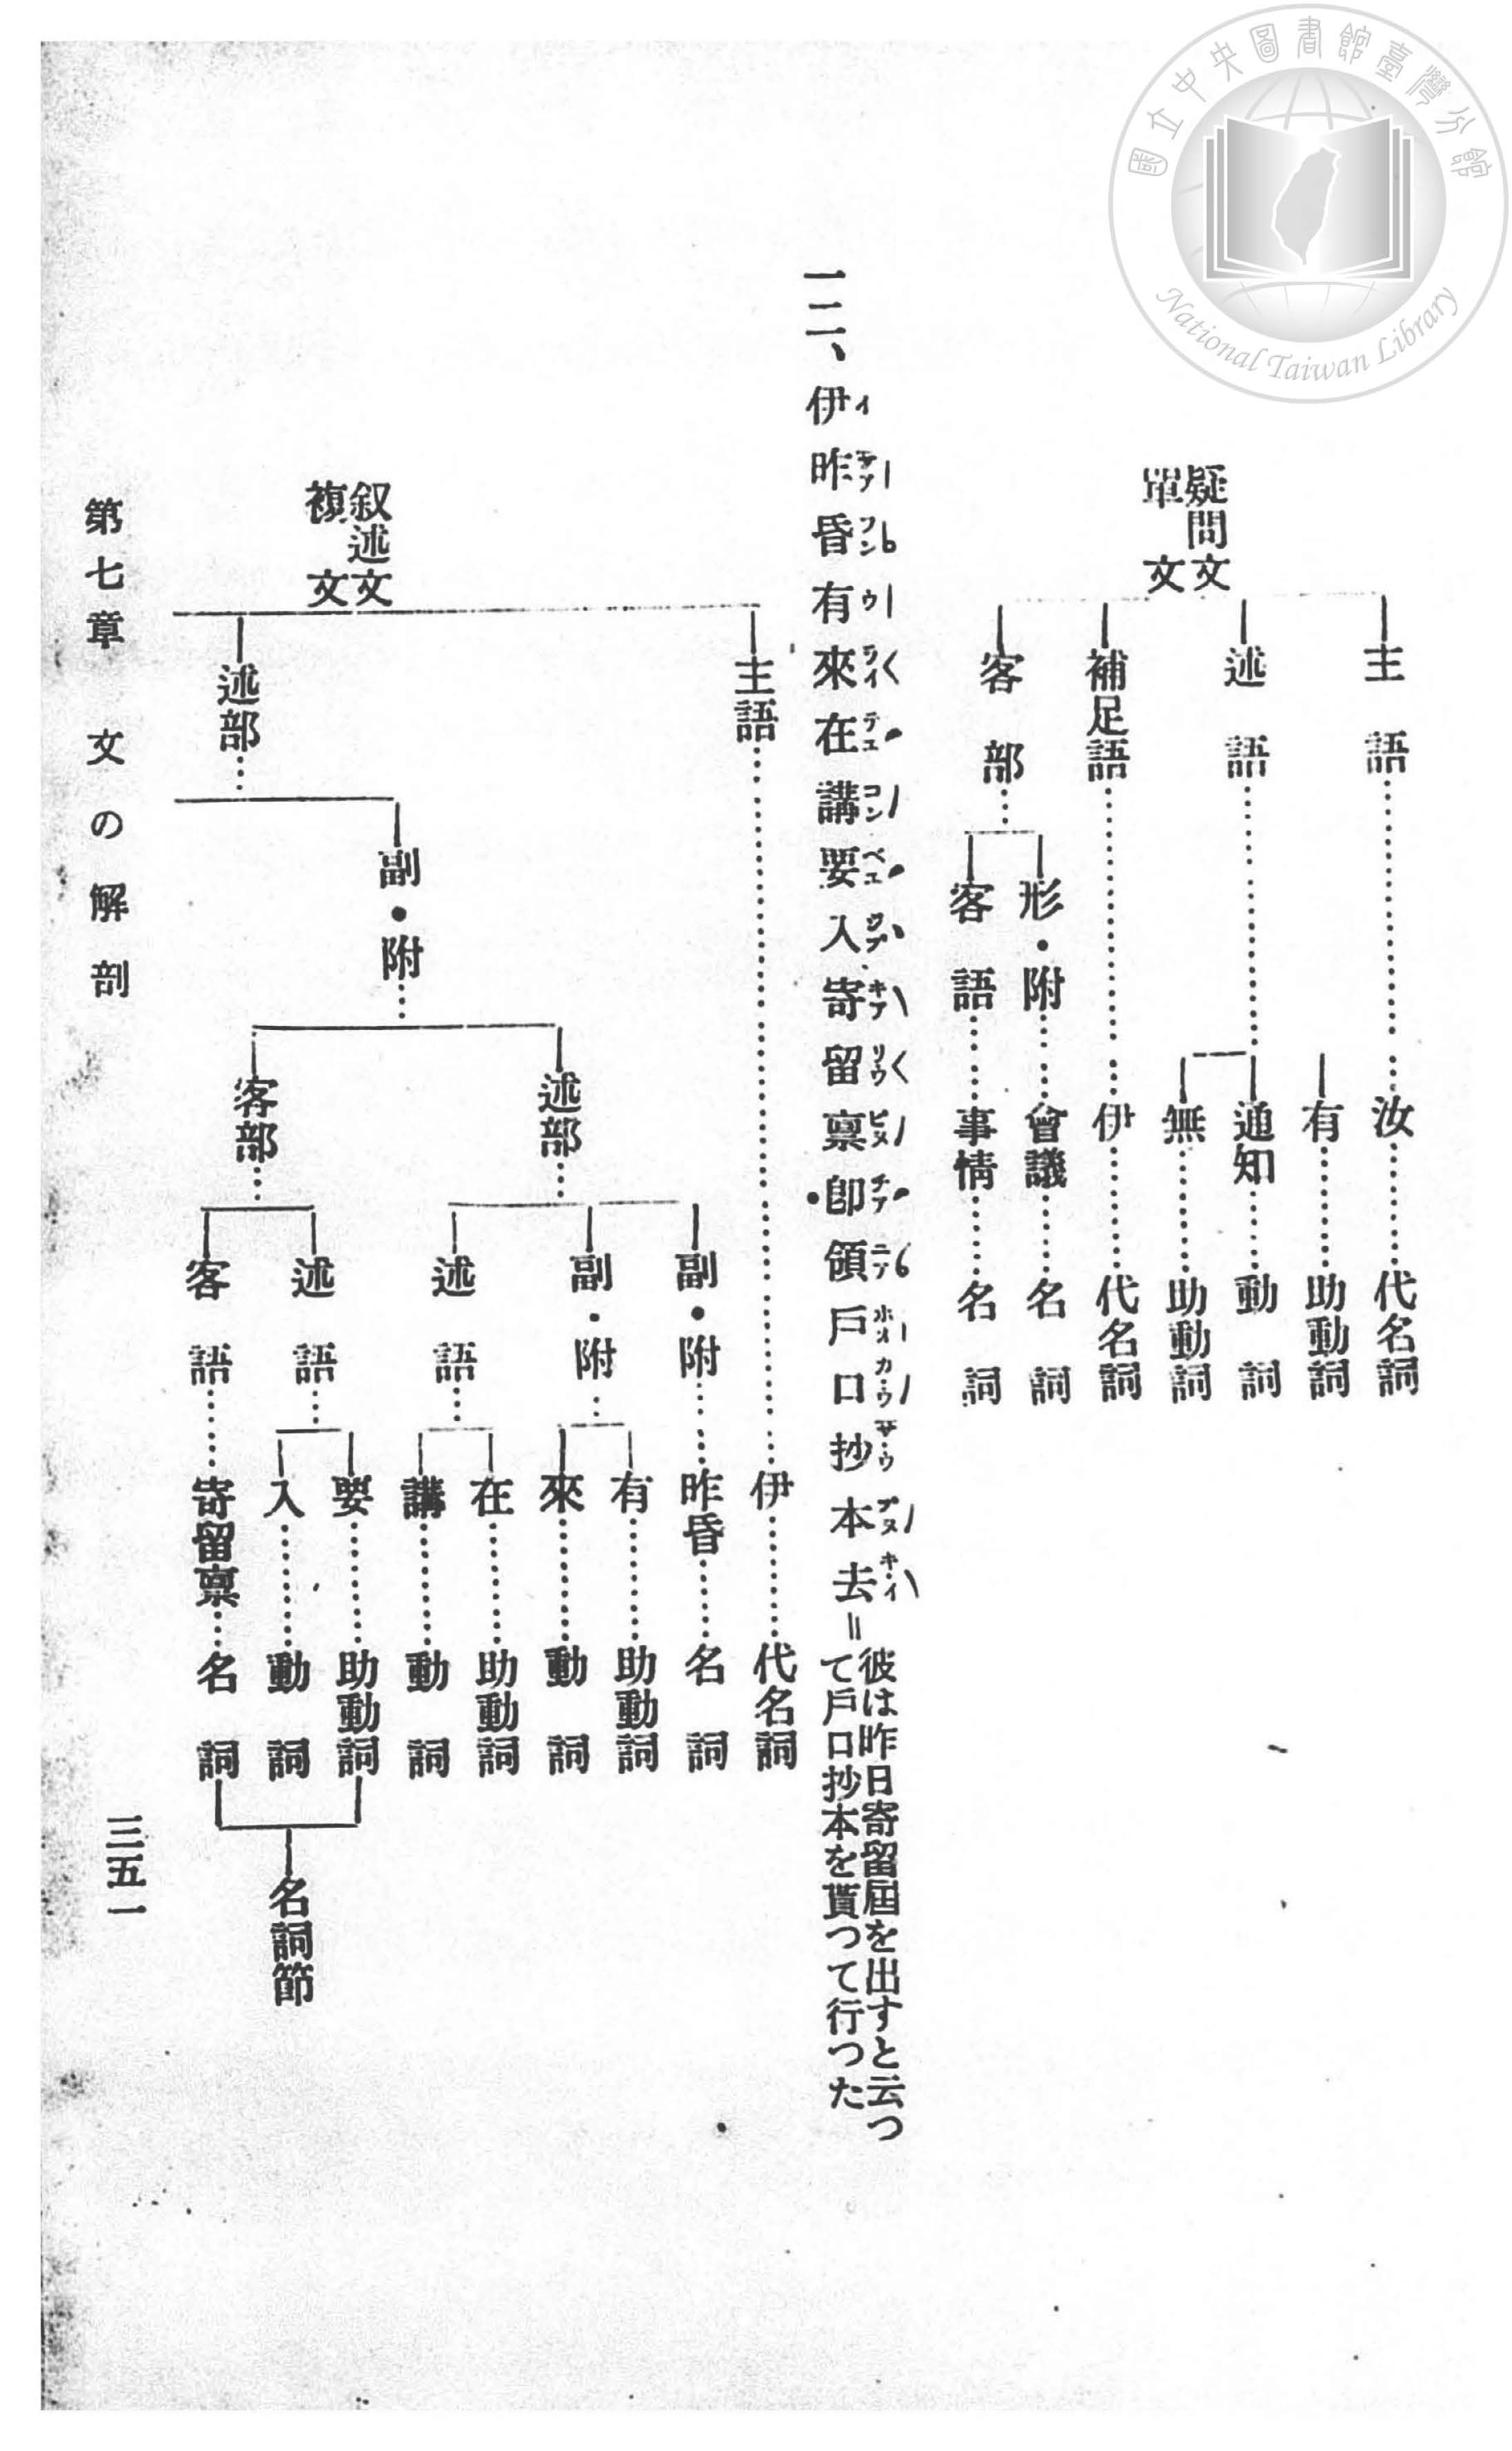 國立中央圖書館臺灣分館
National Taiwan Library
疑問文
單文
主語
汝
代名詞
述語
有
助動詞
通知
動詞
無
助動詞
補足語
伊
代名詞
客部
形・附
會議
名詞
客語
事情
名詞
一二、伊昨昏有來在講要入寄留稟卽領戶口抄本去=彼は昨日寄留屆を出すと云つ
て戶口抄本を貰つて行つた
叙述文
複文
主語
伊
代名詞
述部
副・附
述部
副・附
昨昏
名詞
副・附
有
助動詞
來
動詞
述語
在
助動詞
講
動詞
客部
述語
要
助動詞
入
動詞
客語
寄留稟
名詞
名詞節
第七章 文の解剖
三五一